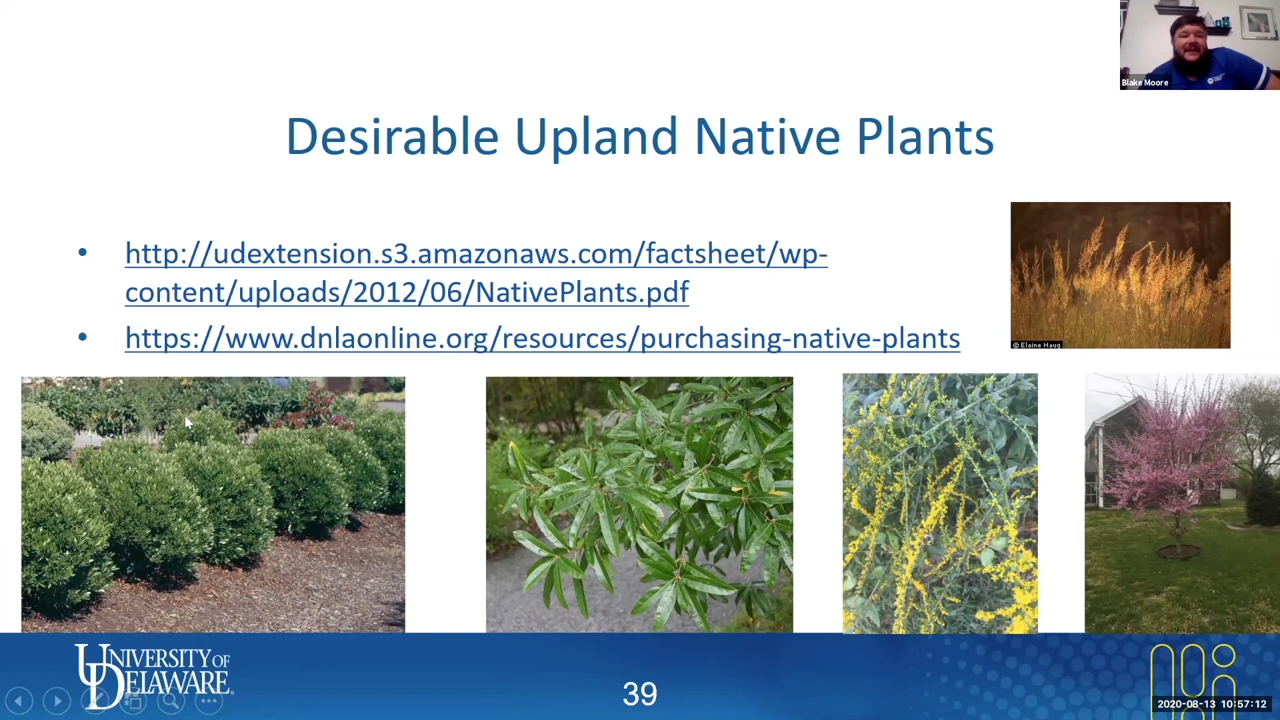 Blake Moore
Desirable Upland Native Plants
• http://udextension.s3.amazonaws.com/factsheet/wp-
content/uploads/2012/06/NativePlants.pdf
• https://www.dnlaonline.org/resources/purchasing-native-plants
© Elaine Haug
UNIVERSITY OF
DELAWARE
39
2020-08-13 10:57:12